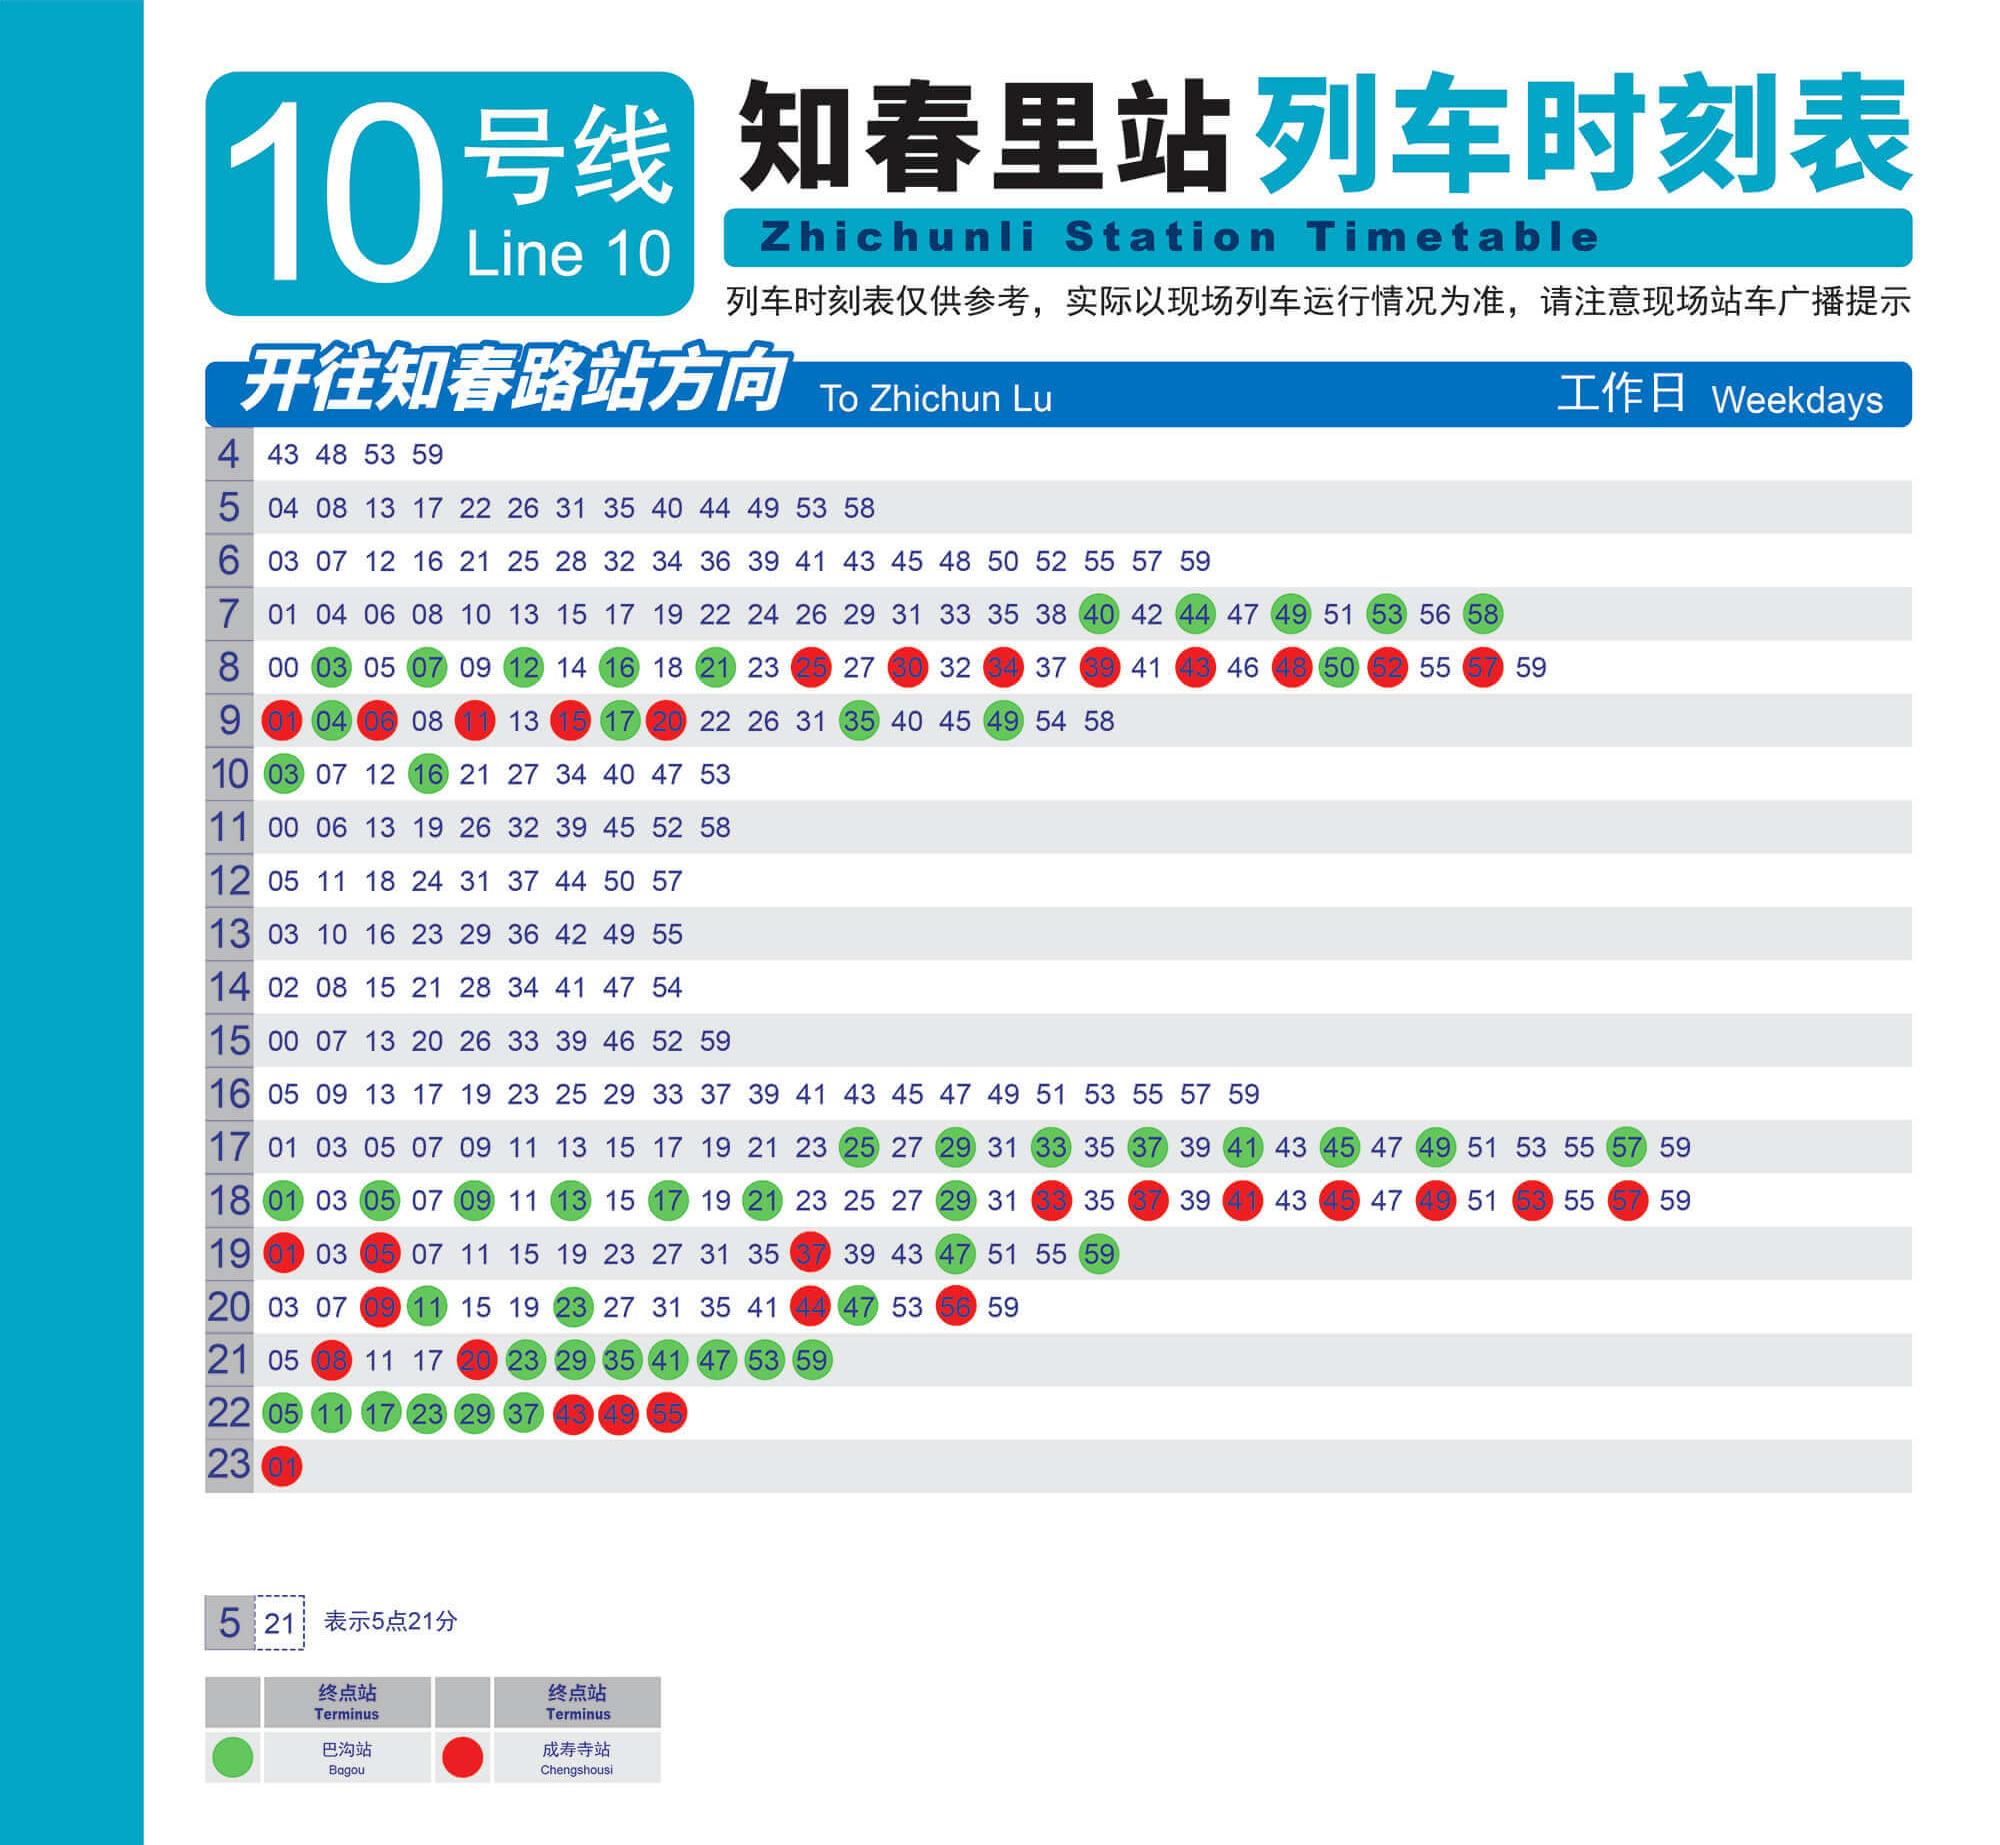 10号线
Line 10
知春里站列车时刻表
Zhichunli Station Timetable
列车时刻表仅供参考，实际以现场列车运行情况为准，请注意现场站车广播提示
开往知春路站方向 To Zhichun Lu 工作日 Weekdays
4 43 48 53 59
5 04 08 13 17 22 26 31 35 40 44 49 53 58
6 03 07 12 16 21 25 28 32 34 36 39 41 43 45 48 50 52 55 57 59
7 01 04 06 08 10 13 15 17 19 22 24 26 29 31 33 35 38 40 42 44 47 49 51 53 56 58
8 00 03 05 07 09 12 14 16 18 21 23 25 27 30 32 34 37 39 41 43 46 48 50 52 55 57 59
9 01 04 06 08 11 13 15 17 20 22 26 31 35 40 45 49 54 58
10 03 07 12 16 21 27 34 40 47 53
11 00 06 13 19 26 32 39 45 52 58
12 05 11 18 24 31 37 44 50 57
13 03 10 16 23 29 36 42 49 55
14 02 08 15 21 28 34 41 47 54
15 00 07 13 20 26 33 39 46 52 59
16 05 09 13 17 19 23 25 29 33 37 39 41 43 45 47 49 51 53 55 57 59
17 01 03 05 07 09 11 13 15 17 19 21 23 25 27 29 31 33 35 37 39 41 43 45 47 49 51 53 55 57 59
18 01 03 05 07 09 11 13 15 17 19 21 23 25 27 29 31 33 35 37 39 41 43 45 47 49 51 53 55 57 59
19 01 03 05 07 11 15 19 23 27 31 35 37 39 43 47 51 55 59
20 03 07 09 11 15 19 23 27 31 35 41 44 47 53 56 59
21 05 08 11 17 20 23 29 35 41 47 53 59
22 05 11 17 23 29 37 43 49 55
23 01
5 21 表示5点21分
终点站 终点站
Terminus Terminus
巴沟站 成寿寺站
Bagou Chengshousi